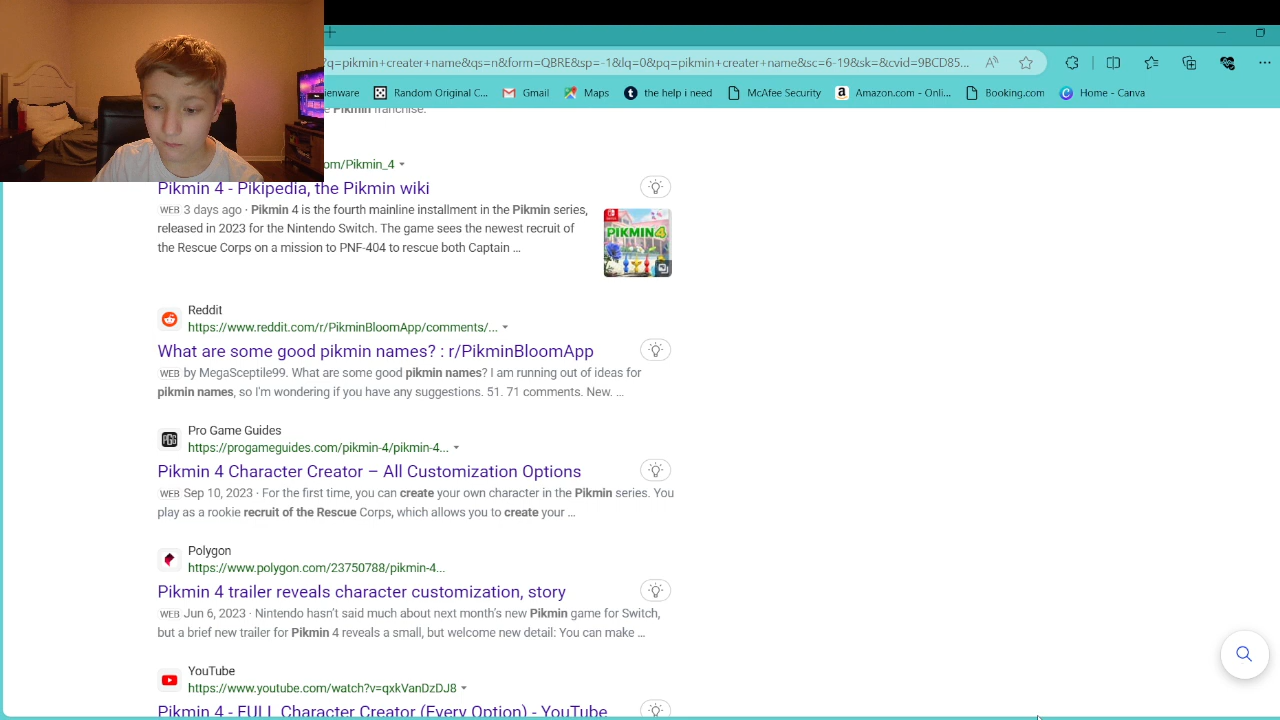 ?q=pikmin+creater+name&qs=n&form=QBRE&sp=-1&lq=0&pq=pikmin+creater+name&sc=6-19&sk=&cvid=9BCD85...
enware Random Original C... Gmail Maps the help i need McAfee Security Amazon.com - Onli... Booking.com Home - Canva
e Pikmin franchise.
om/Pikmin_4
Pikmin 4 - Pikipedia, the Pikmin wiki
WEB 3 days ago · Pikmin 4 is the fourth mainline installment in the Pikmin series,
released in 2023 for the Nintendo Switch. The game sees the newest recruit of
the Rescue Corps on a mission to PNF-404 to rescue both Captain ...
PIKMIN4
Reddit
https://www.reddit.com/r/PikminBloomApp/comments/...
What are some good pikmin names? : r/PikminBloomApp
WEB by MegaSceptile99. What are some good pikmin names? I am running out of ideas for
pikmin names, so I'm wondering if you have any suggestions. 51. 71 comments. New. ...
PGG
Pro Game Guides
https://progameguides.com/pikmin-4/pikmin-4...
Pikmin 4 Character Creator – All Customization Options
WEB Sep 10, 2023 · For the first time, you can create your own character in the Pikmin series. You
play as a rookie recruit of the Rescue Corps, which allows you to create your ...
Polygon
https://www.polygon.com/23750788/pikmin-4...
Pikmin 4 trailer reveals character customization, story
WEB Jun 6, 2023 · Nintendo hasn't said much about next month's new Pikmin game for Switch,
but a brief new trailer for Pikmin 4 reveals a small, but welcome new detail: You can make ...
YouTube
https://www.youtube.com/watch?v=qxkVanDzDJ8
Pikmin 4 - FULL Character Creator (Every Option) - YouTube